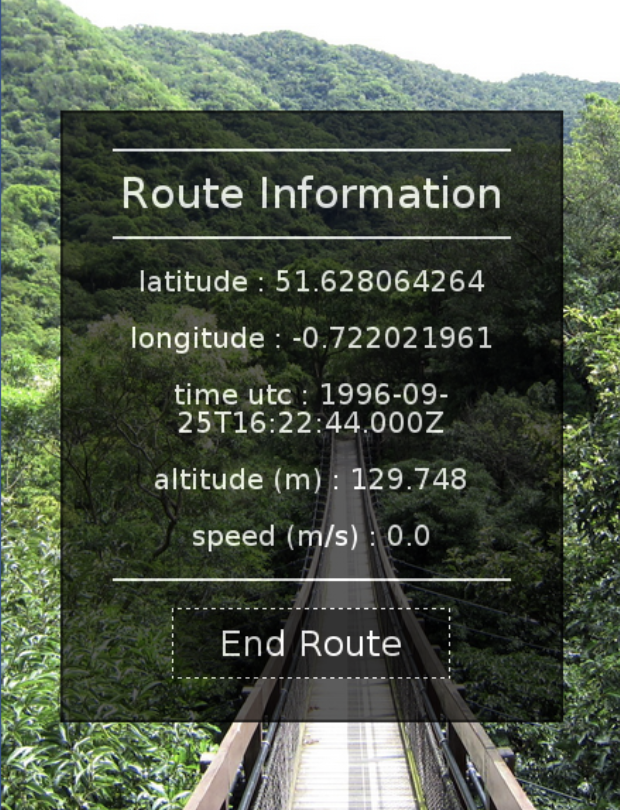 Route Information
latitude : 51.628064264
longitude : -0.722021961
time utc : 1996-09-
25T16:22:44.000Z
altitude (m) : 129.748
speed (m/s) : 0.0
End Route